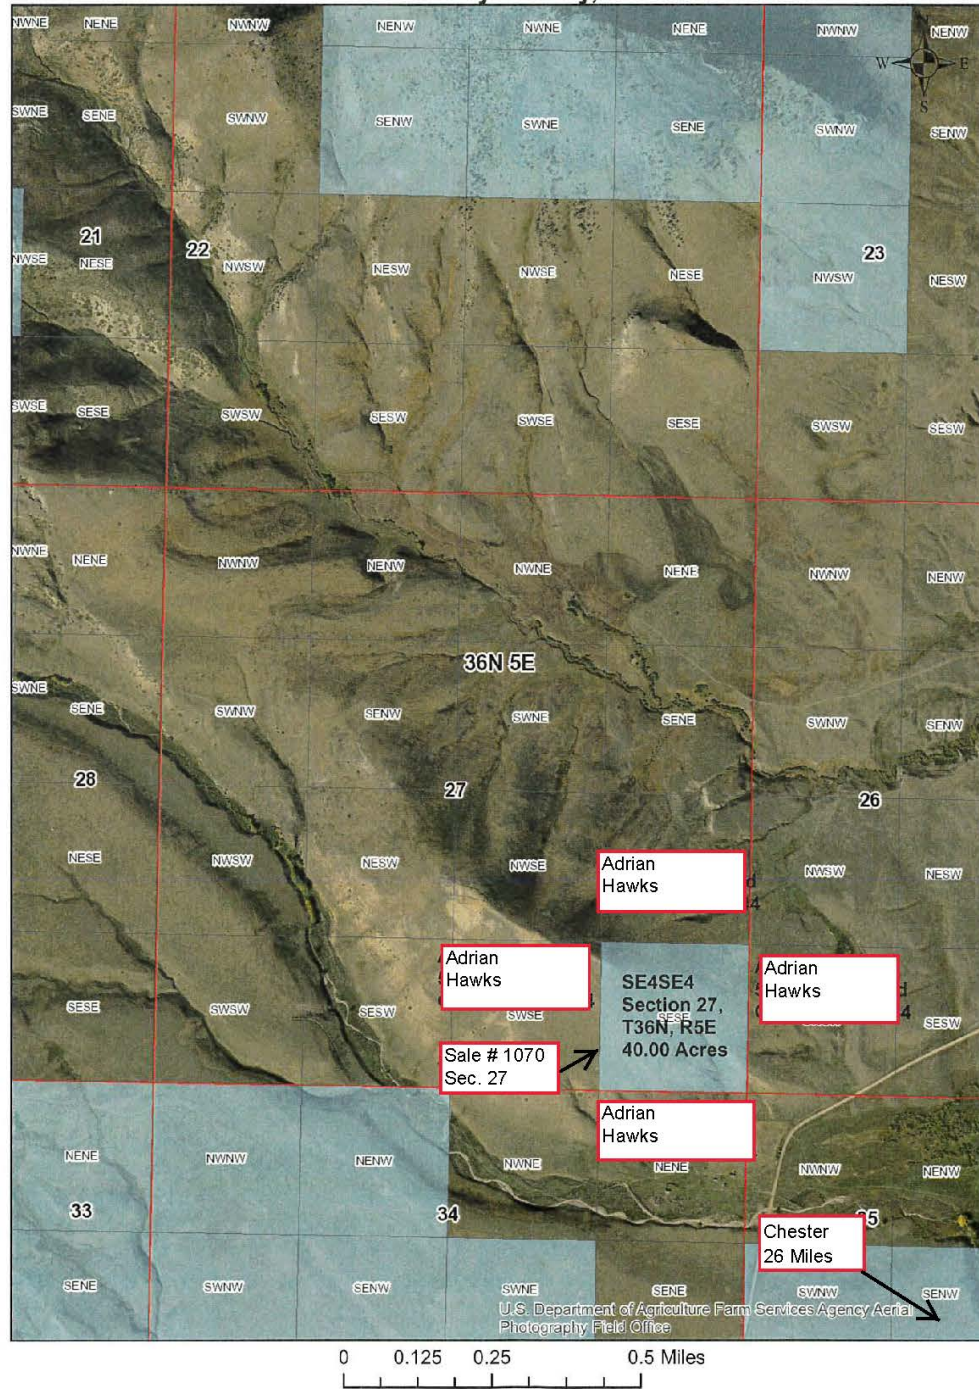 NWNE NENE NWNW NENW NWNE NENE NWNW NENW
W E
S
SWNE SENE SWNW SENW SWNE SENE SWNW SENW
21 22 23
NWSE NESE NWSW NESW NWSE NESE NWSW NESW
SWSE SESE SWSW SESW SWSE SESE SWSW SESW
NWNE NENE NWNW NENW NWNE NENE NWNW NENW
36N 5E
SWNE SENE SWNW SENW SWNE SENE SWNW SENW
28 27 26
NESE NWSW NESW NWSE NWSW NESW
Adrian
Hawks
Adrian
Hawks
SE4SE4
Section 27,
T36N, R5E
40.00 Acres
Adrian
Hawks
SESE SWSW SESW SWSE SESE SESW
Sale # 1070
Sec. 27
Adrian
Hawks
NENE NWNW NENW NWNE NENE NWNW NENW
33 34
Chester
26 Miles
SENE SWNW SENW SWNE SENE SWNW SENW
U.S. Department of Agriculture Farm Services Agency Aerial
Photography Field Office
0 0.125 0.25 0.5 Miles